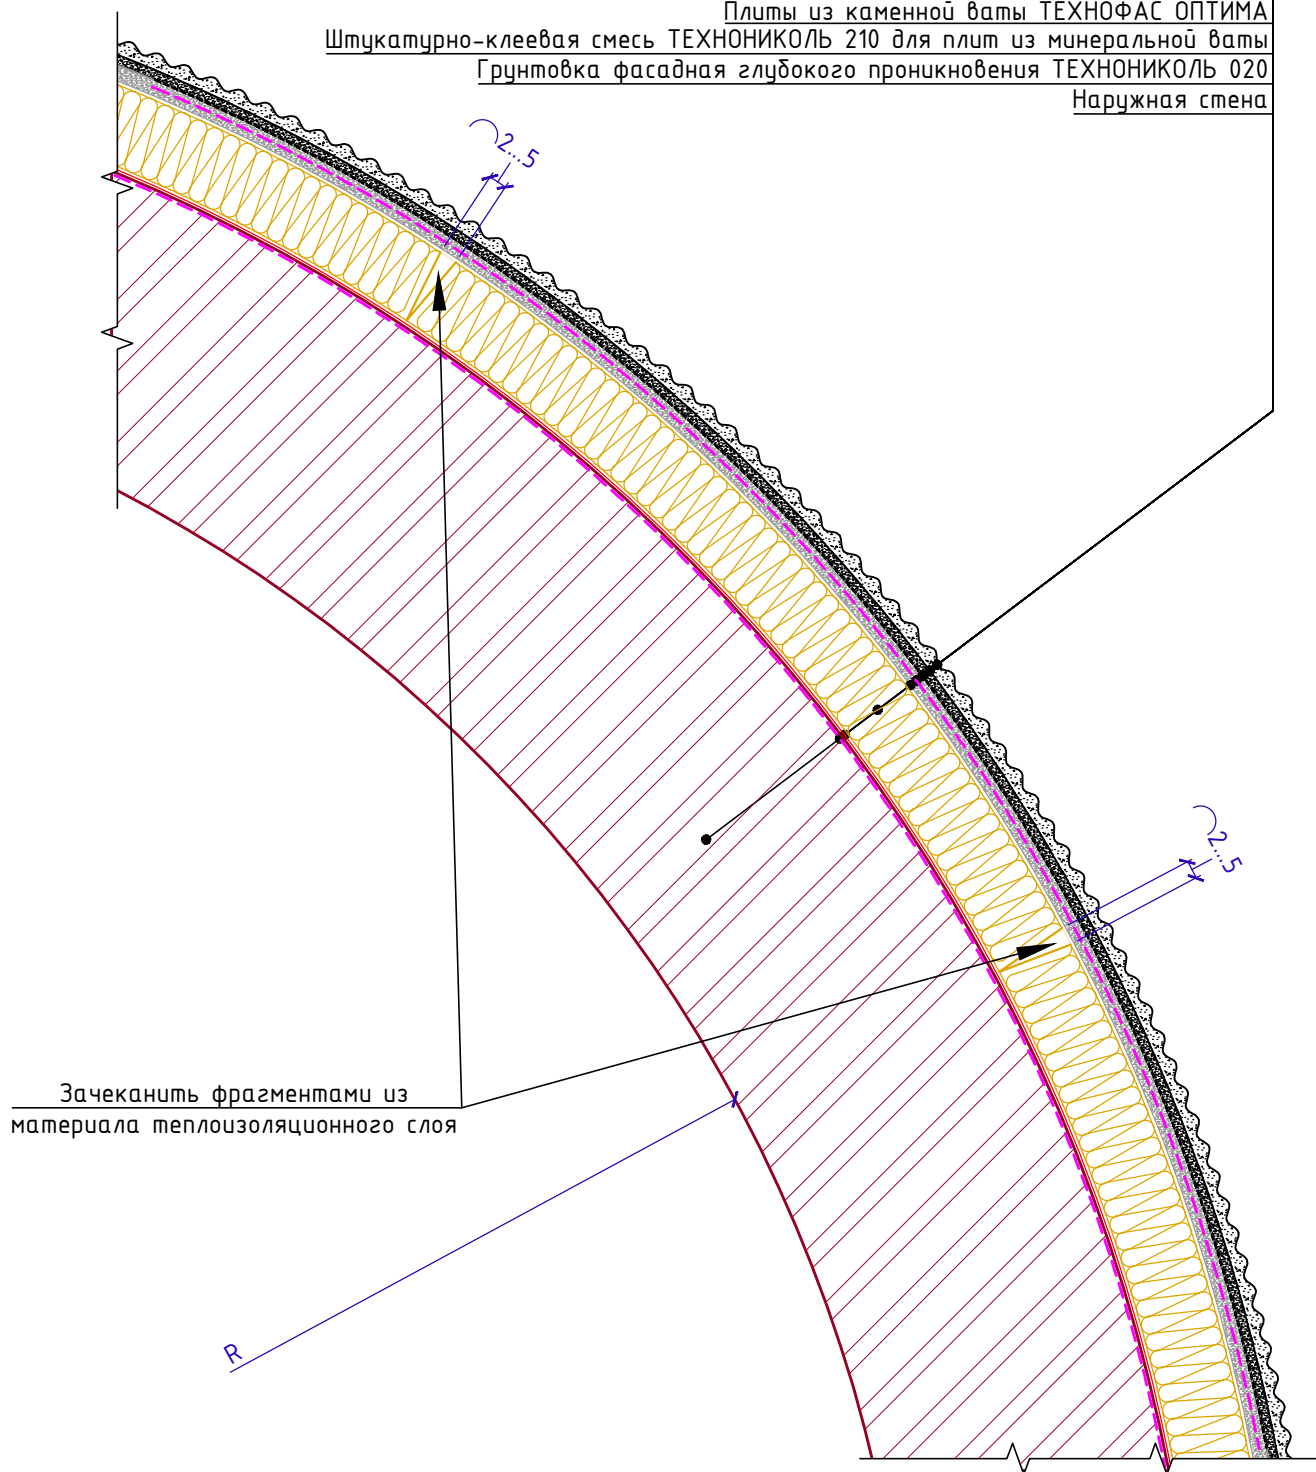 Плиты из каменной ваты ТЕХНОФАС ОПТИМА
Штукатурно-клеевая смесь ТЕХНОНИКОЛЬ 210 для плит из минеральной ваты
Грунтовка фасадная глубокого проникновения ТЕХНОНИКОЛЬ 020
Наружная стена
2...5
2...5
Зачеканить фрагментами из
материала теплоизоляционного слоя
R